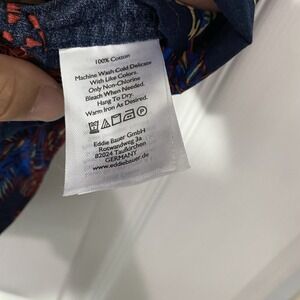 100% Cotton
Machine Wash Cold Delicate
With Like Colors.
Only Non-Chlorine
Bleach When Needed.
Hang To Dry.
Warm Iron As Desired.
Eddie Bauer GmbH
Rotwandweg 3a
82024 Taufkirchen
GERMANY
www.eddiebauer.de